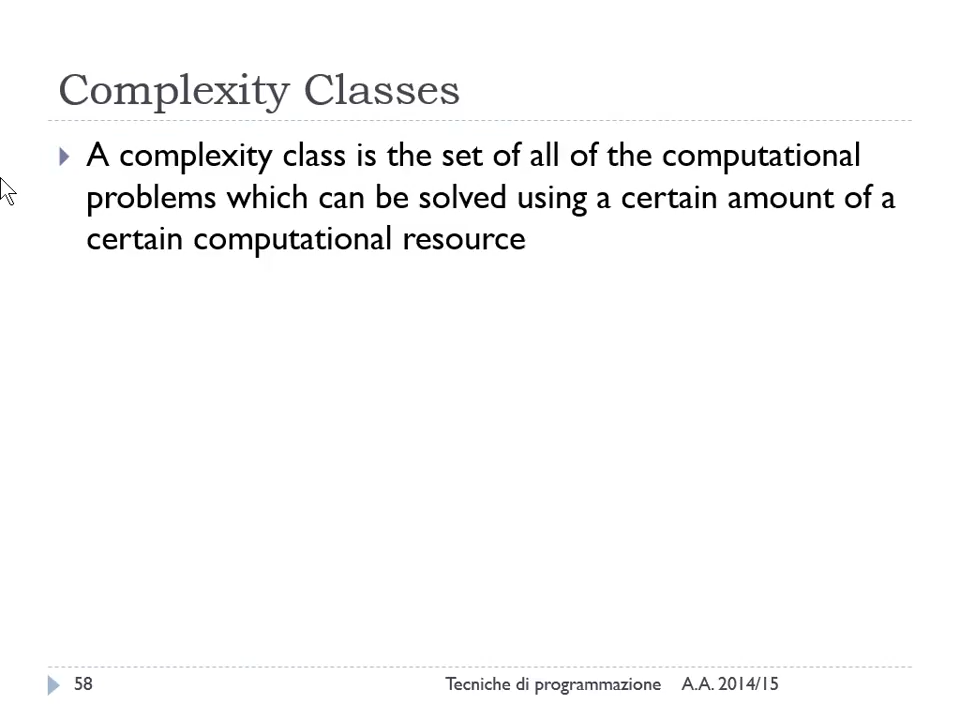 Complexity Classes
A complexity class is the set of all of the computational
problems which can be solved using a certain amount of a
certain computational resource
58 Tecniche di programmazione A.A. 2014/15